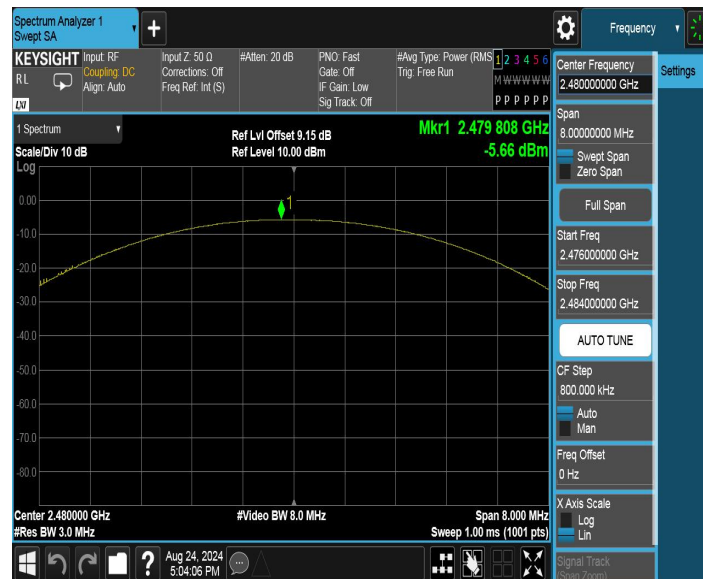 Spectrum Analyzer 1
Swept SA
+
Frequency
KEYSIGHT
RL
LXI
Input: RF
Coupling: DC
Align: Auto
Input Z: 50 Ω
Corrections: Off
Freq Ref: Int (S)
#Atten: 20 dB
PNO: Fast
Gate: Off
IF Gain: Low
Sig Track: Off
#Avg Type: Power (RMS
Trig: Free Run
1 2 3 4 5 6
M W W W W W
P P P P P P
1 Spectrum
Scale/Div 10 dB
Log
Ref Lvl Offset 9.15 dB
Ref Level 10.00 dBm
Mkr1 2.479 808 GHz
-5.66 dBm
1
0.00
-10.0
-20.0
-30.0
-40.0
-50.0
-60.0
-70.0
-80.0
Center 2.480000 GHz
#Res BW 3.0 MHz
#Video BW 8.0 MHz
Span 8.000 MHz
Sweep 1.00 ms (1001 pts)
?
Aug 24, 2024
5:04:06 PM
Center Frequency
2.480000000 GHz
Span
8.00000000 MHz
Swept Span
Zero Span
Full Span
Start Freq
2.476000000 GHz
Stop Freq
2.484000000 GHz
AUTO TUNE
CF Step
800.000 kHz
Auto
Man
Freq Offset
0 Hz
X Axis Scale
Log
Lin
Signal Track
(Span Zoom)
Settings